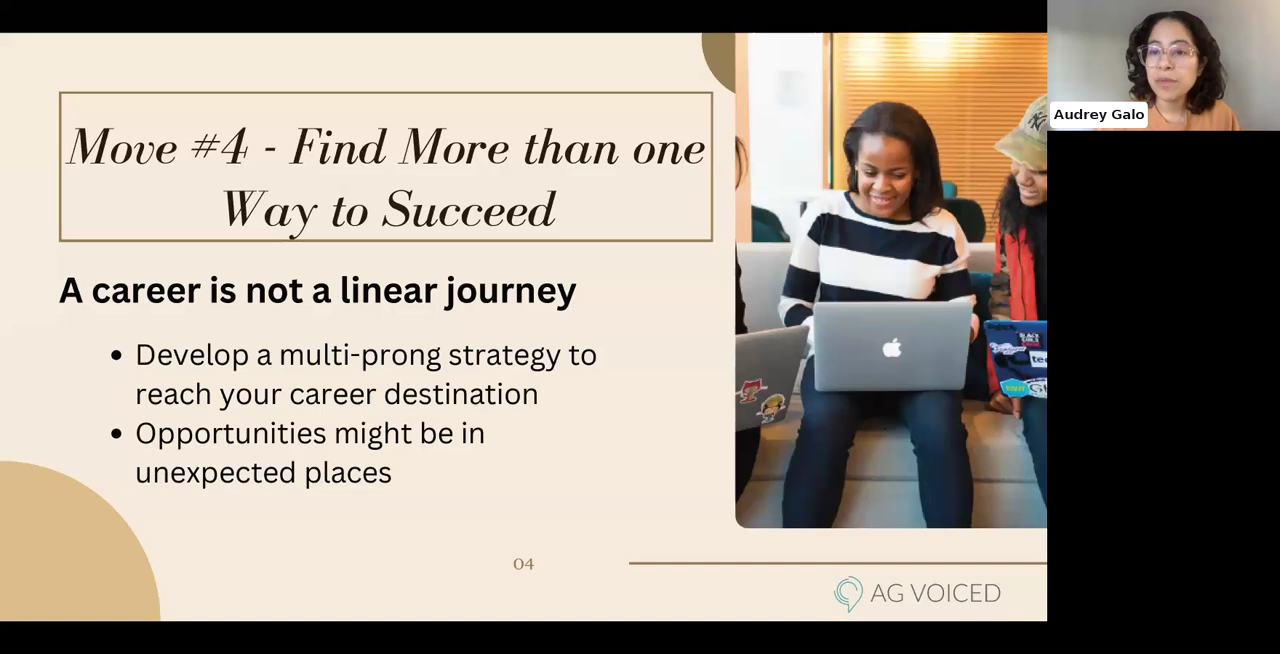 Move #4 - Find More than one
Way to Succeed
A career is not a linear journey
• Develop a multi-prong strategy to
reach your career destination
• Opportunities might be in
unexpected places
04
AG VOICED
Audrey Galo